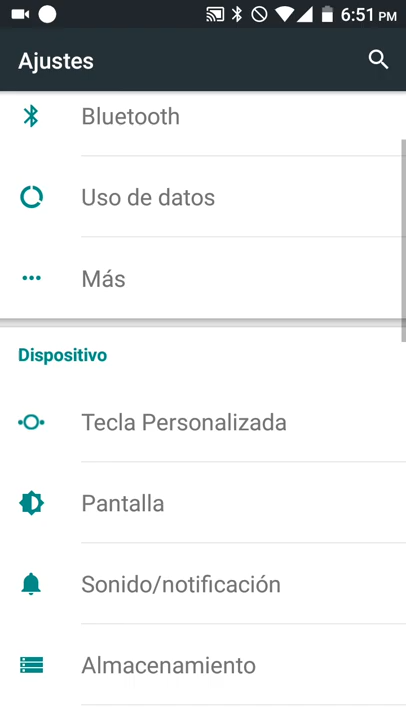 6:51 PM
Ajustes
Bluetooth
Uso de datos
Más
Dispositivo
Tecla Personalizada
Pantalla
Sonido/notificación
Almacenamiento